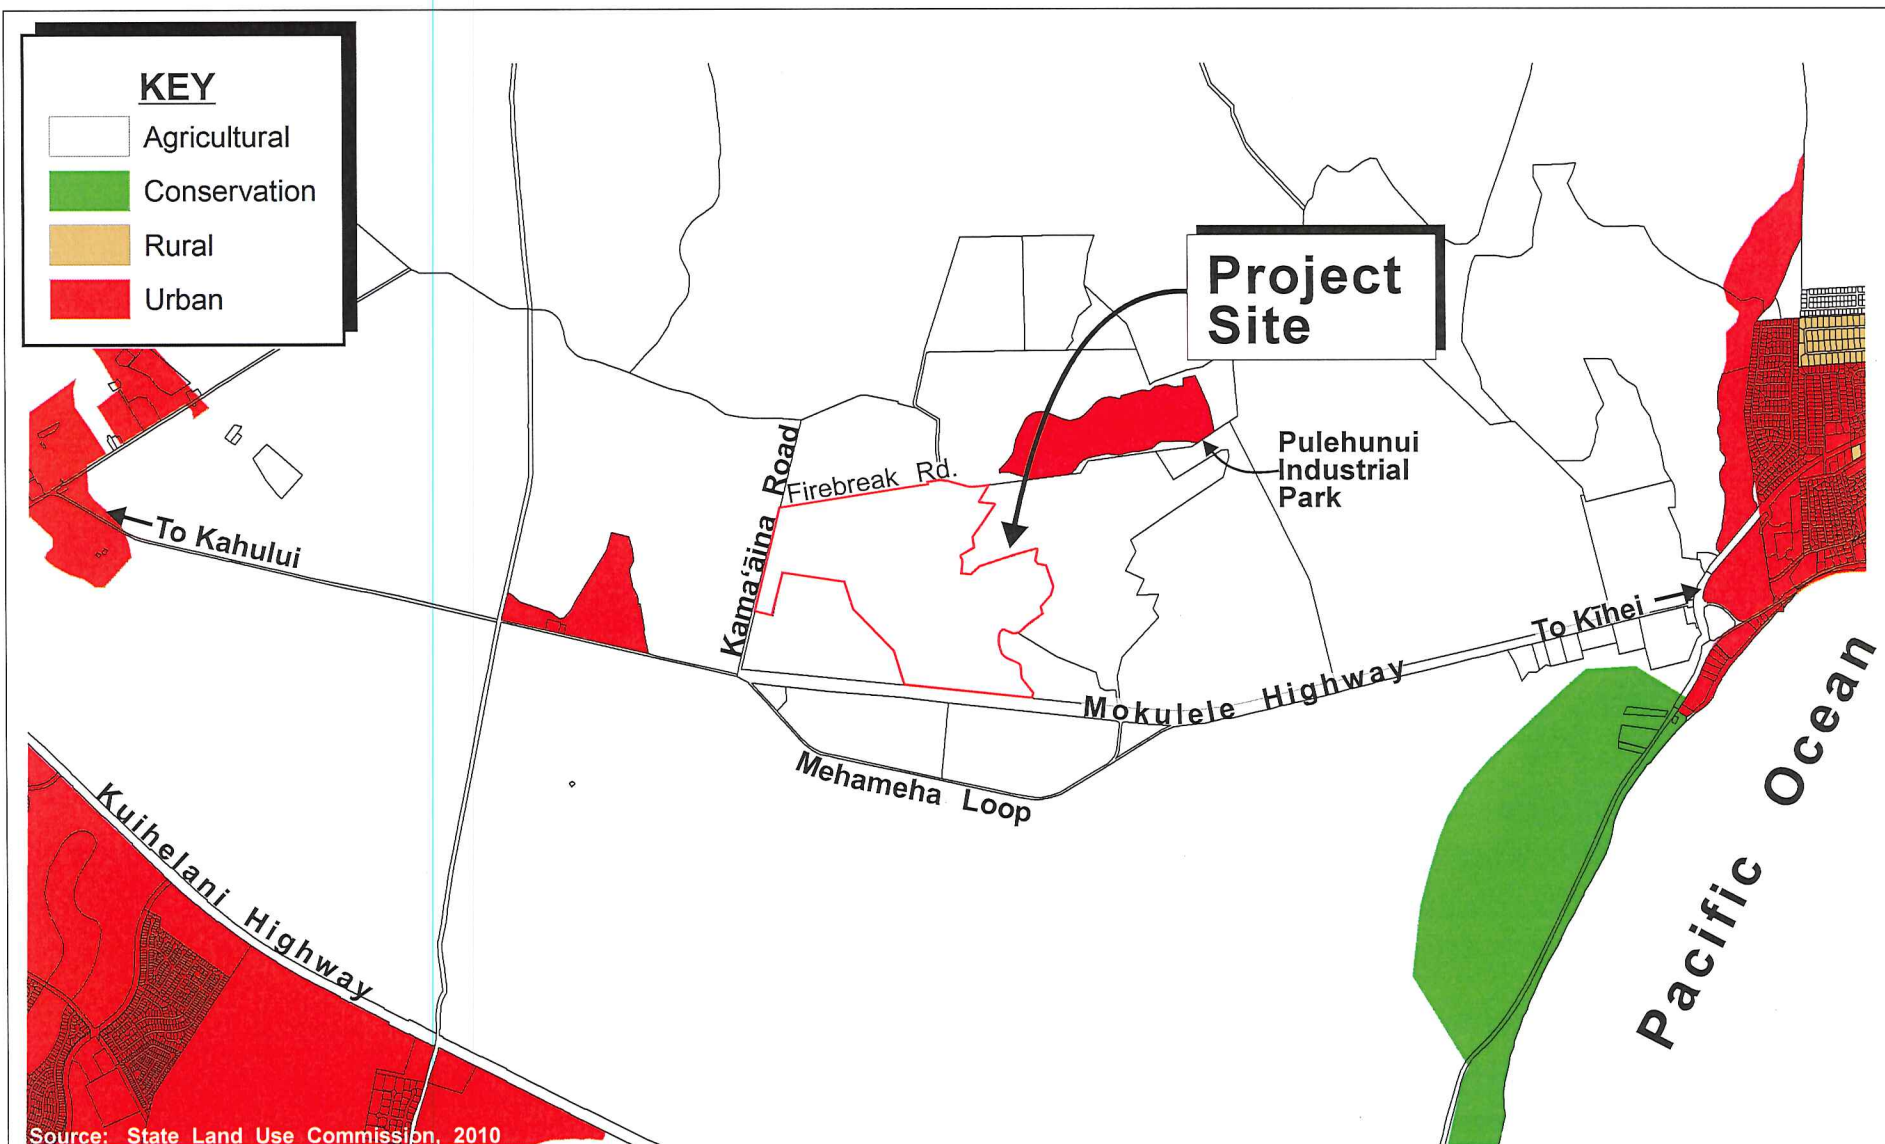 KEY
Agricultural
Conservation
Rural
Urban
Project
Site
Pulehunui
Industrial
Park
Firebreak Rd.
Kama‘āina Road
To Kahului
To Kīhei
Mokulele Highway
Mehameha Loop
Kuihelani Highway
Pacific Ocean
Source: State Land Use Commission, 2010